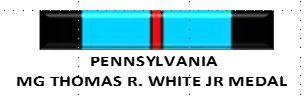 PENNSYLVANIA
MG THOMAS R. WHITE JR MEDAL